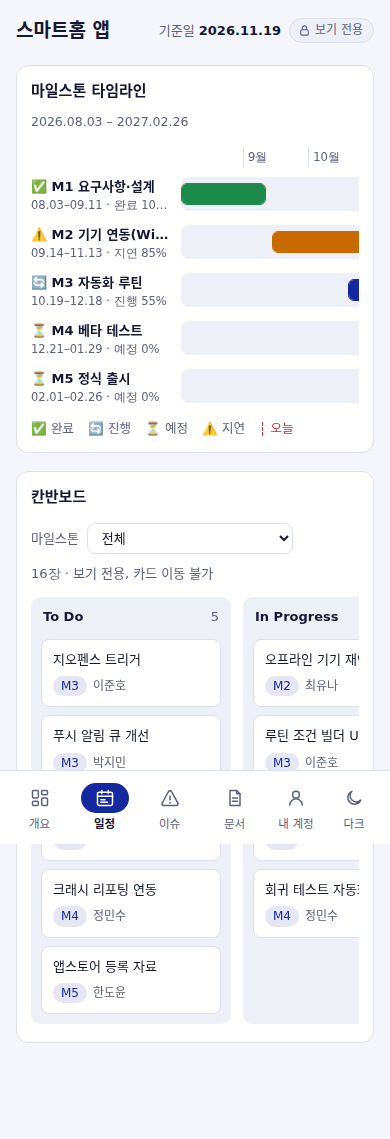 스마트홈 앱
기준일 2026.11.19
보기 전용
마일스톤 타임라인
2026.08.03 – 2027.02.26
9월
10월
✅ M1 요구사항·설계
08.03–09.11 · 완료 10…
⚠️ M2 기기 연동(Wi…
09.14–11.13 · 지연 85%
🔄 M3 자동화 루틴
10.19–12.18 · 진행 55%
⏳ M4 베타 테스트
12.21–01.29 · 예정 0%
⏳ M5 정식 출시
02.01–02.26 · 예정 0%
✅ 완료 🔄 진행 ⏳ 예정 ⚠️ 지연 오늘
칸반보드
마일스톤 전체
16장 · 보기 전용, 카드 이동 불가
To Do 5
지오펜스 트리거
M3 이준호
푸시 알림 큐 개선
M3 박지민
크래시 리포팅 연동
M4 정민수
앱스토어 등록 자료
M5 한도윤
In Progress
오프라인 기기
M2 최유나
루틴 조건 빌더 U
M3 이준호
회귀 테스트 자동
M4 정민수
개요
일정
이슈
문서
내 계정
다크